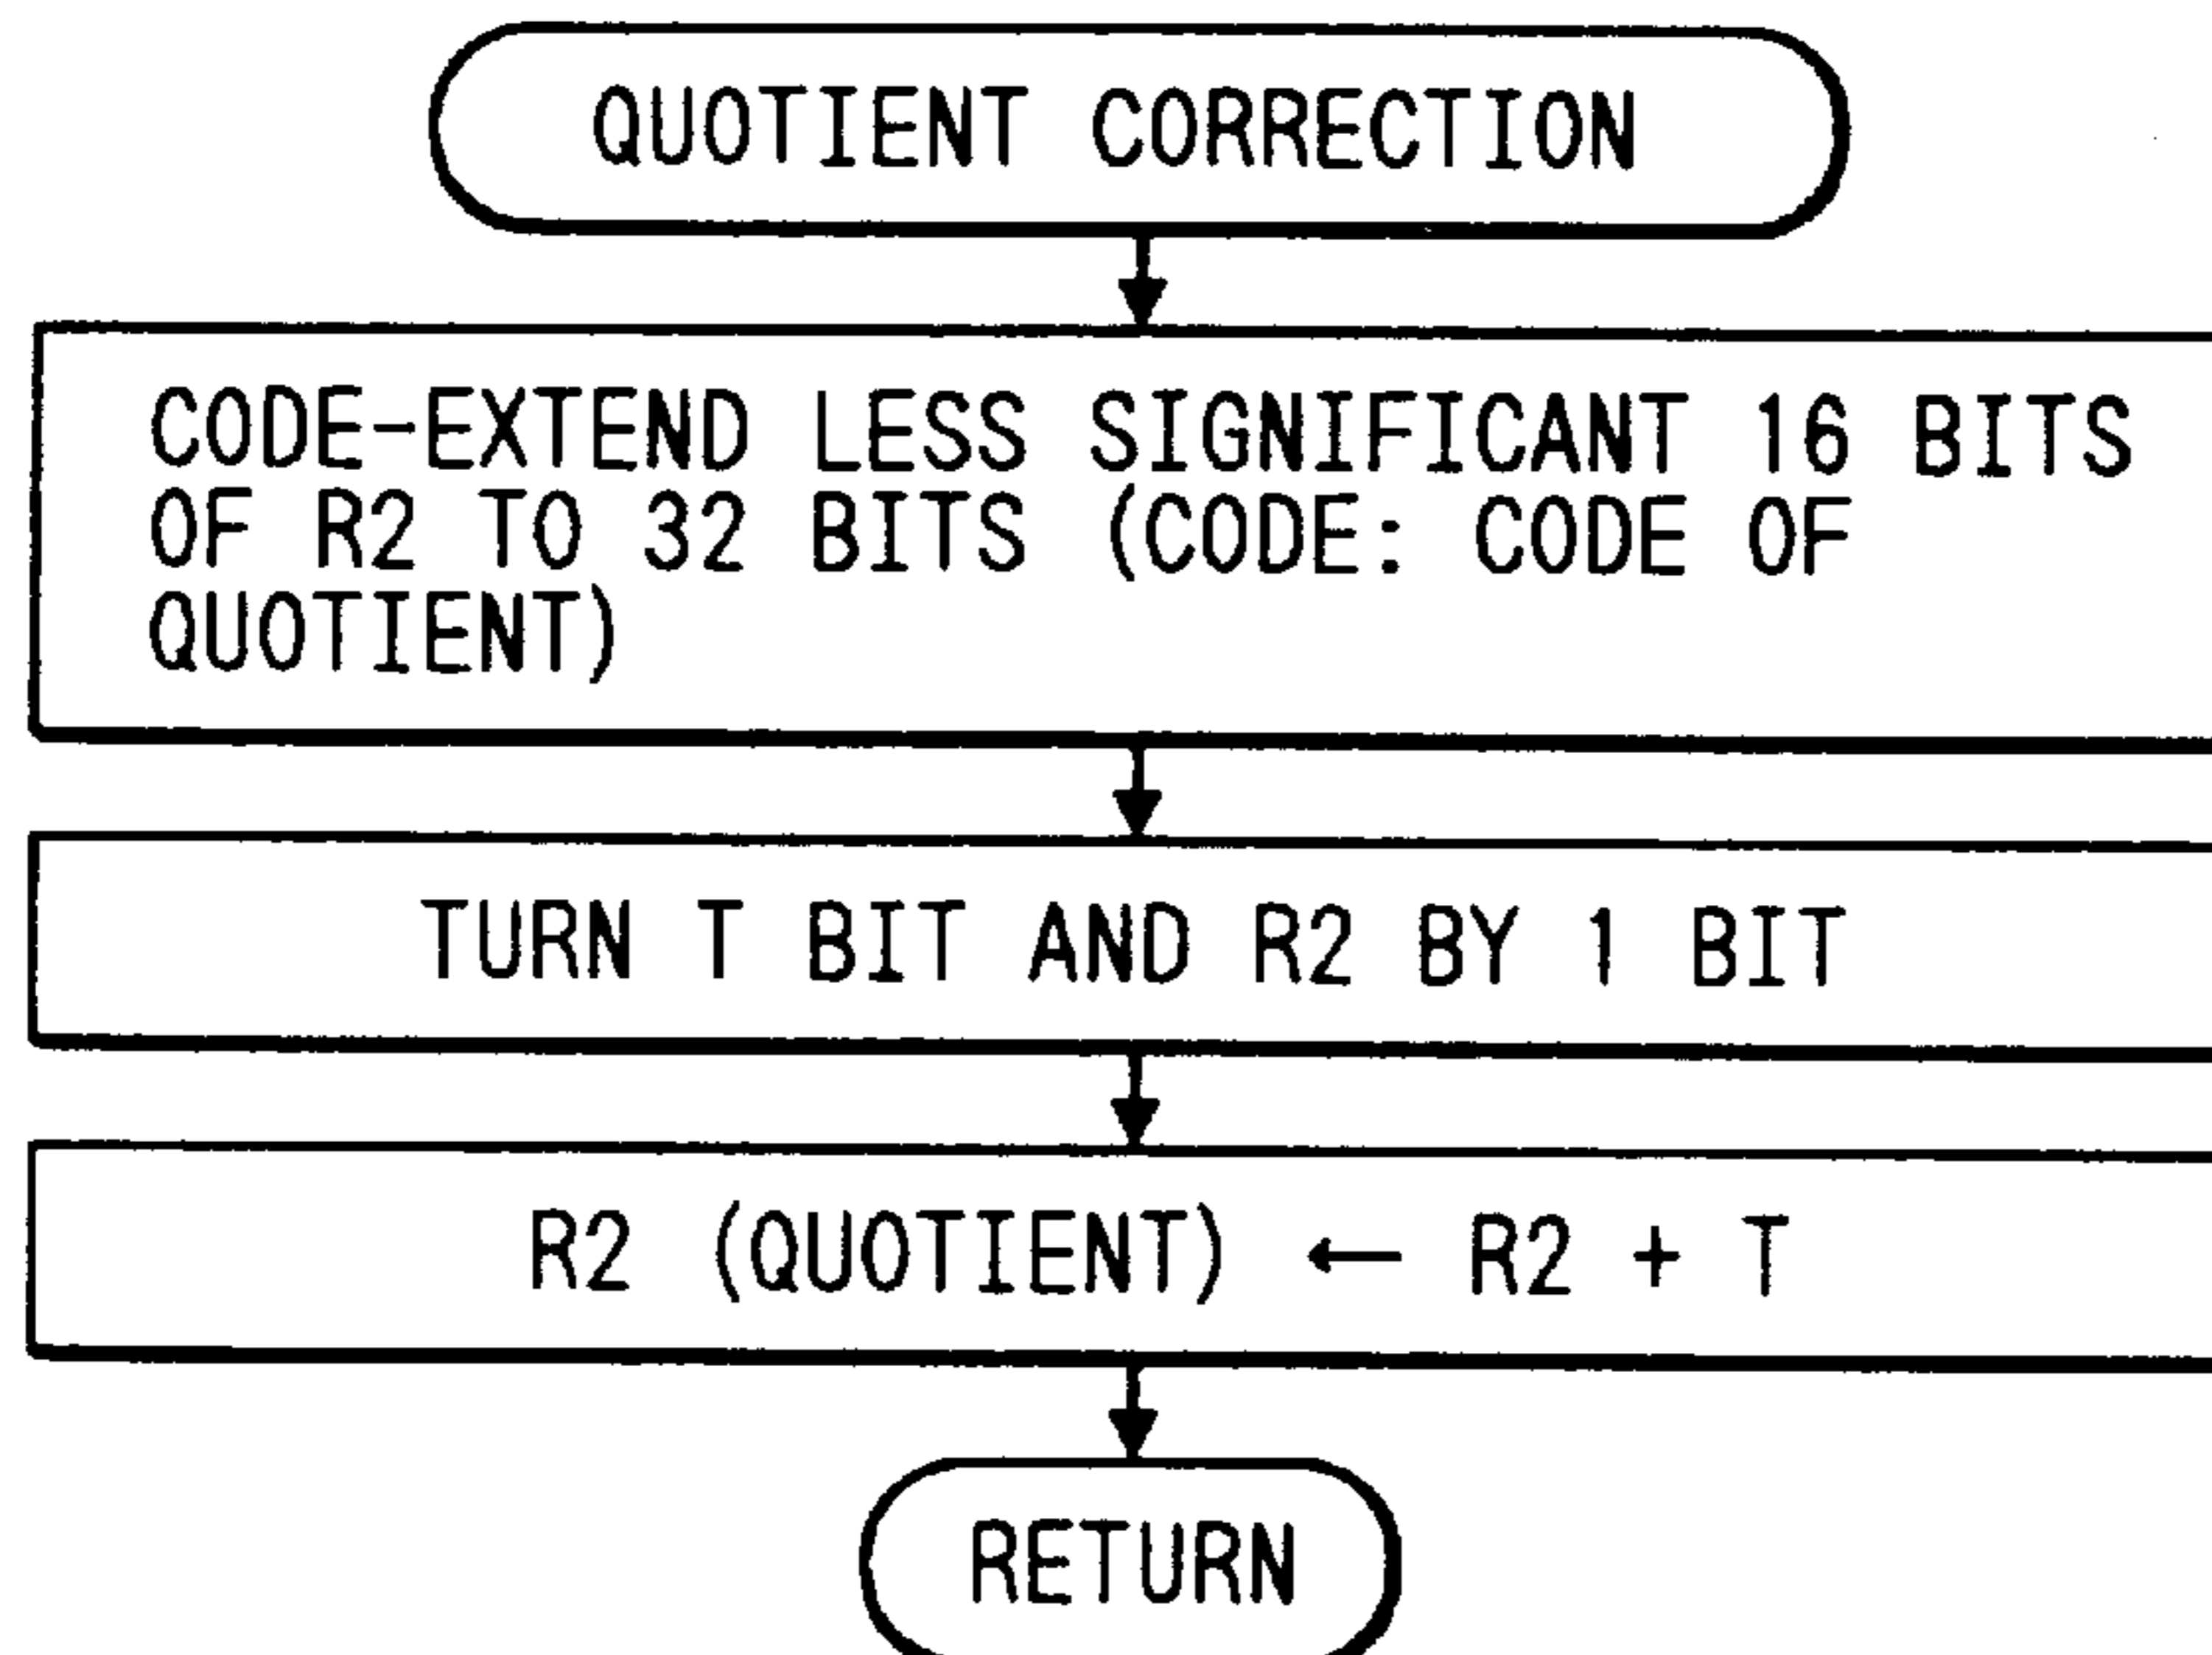 QUOTIENT CORRECTION
CODE-EXTEND LESS SIGNIFICANT 16 BITS
OF R2 TO 32 BITS (CODE: CODE OF
QUOTIENT)
TURN T BIT AND R2 BY 1 BIT
R2 (QUOTIENT) ← R2 + T
RETURN